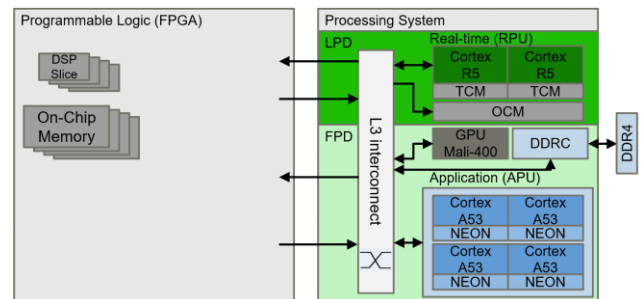 Programmable Logic (FPGA)
DSP
Slice
On-Chip
Memory
Processing System
LPD
Real-time (RPU)
Cortex
R5
Cortex
R5
TCM
TCM
OCM
L3 interconnect
FPD
GPU
Mali-400
DDRC
DDR4
Application (APU)
Cortex
A53
NEON
Cortex
A53
NEON
Cortex
A53
NEON
Cortex
A53
NEON